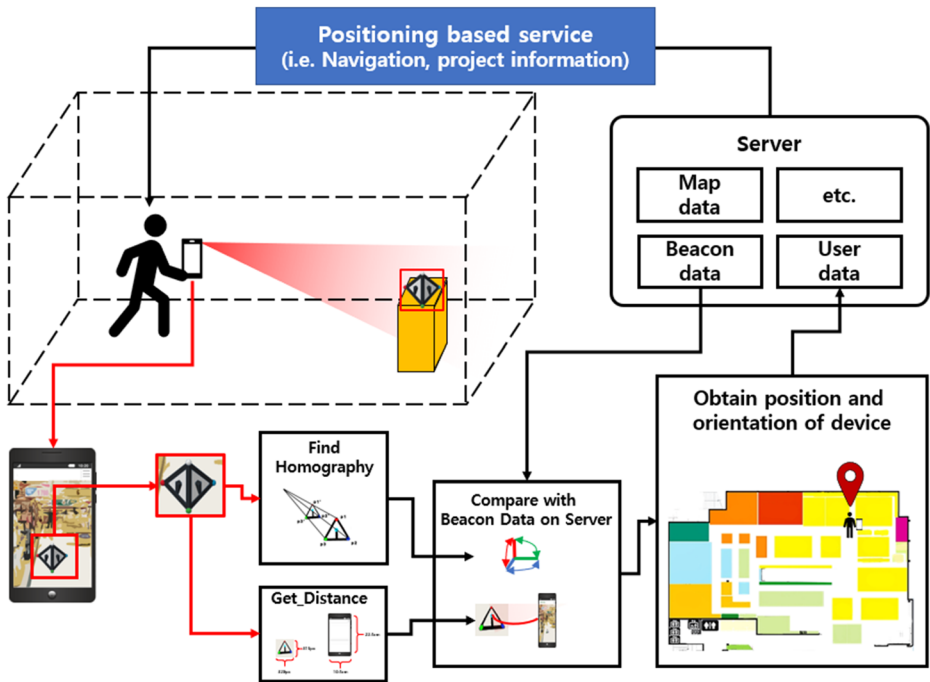 Positioning based service
(i.e. Navigation, project information)
Server
Map
data
etc.
Beacon
data
User
data
Obtain position and
orientation of device
Find
Homography
Compare with
Beacon Data on Server
Get_Distance